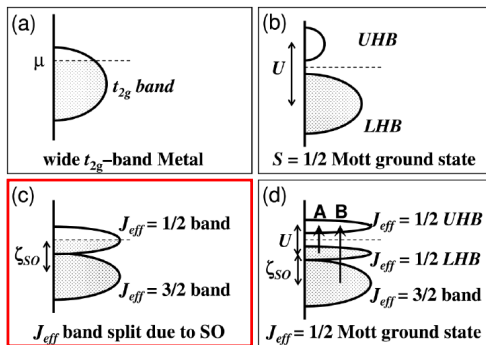 (a)
μ
t2g band
wide t2g–band Metal
(b)
UHB
U
LHB
S = 1/2 Mott ground state
(c)
Jeff = 1/2 band
ζSO
Jeff = 3/2 band
Jeff band split due to SO
(d)
A B
Jeff = 1/2 UHB
U
Jeff = 1/2 LHB
ζSO
Jeff = 3/2 band
Jeff = 1/2 Mott ground state